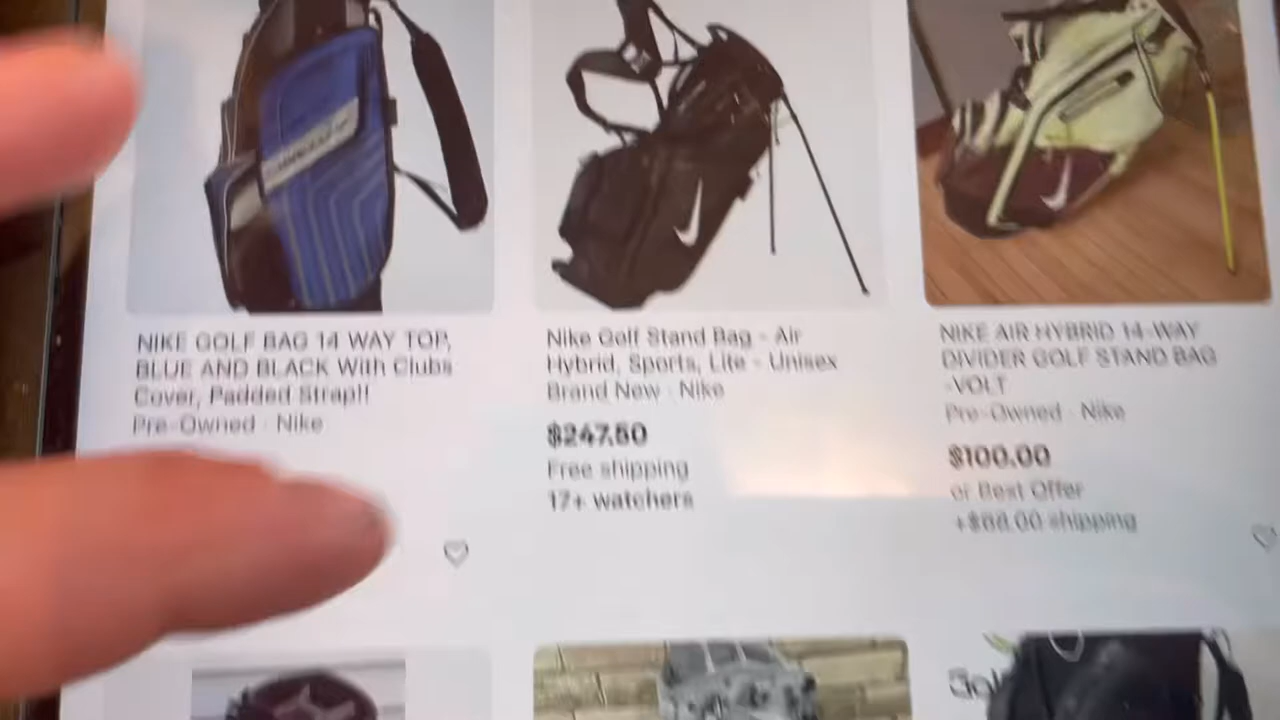 NIKE GOLF BAG 14 WAY TOP,
BLUE AND BLACK With Clubs
Cover, Padded Strap!!
Pre-Owned · Nike
Nike Golf Stand Bag - Air
Hybrid, Sports, Lite - Unisex
Brand New · Nike
$247.50
Free shipping
17+ watchers
NIKE AIR HYBRID 14-WAY
DIVIDER GOLF STAND BAG
-VOLT
Pre-Owned · Nike
$100.00
or Best Offer
shipping